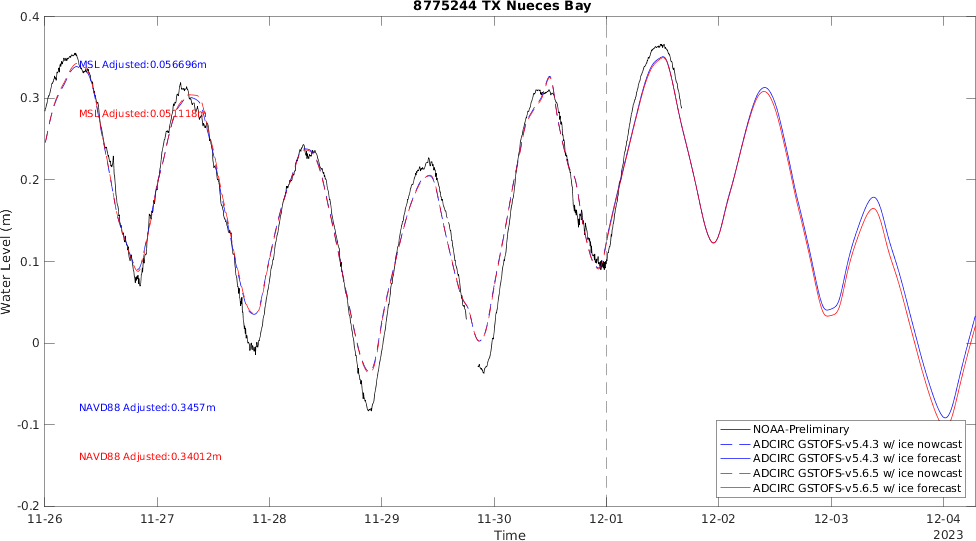 8775244 TX Nueces Bay
0.4
0.3
0.2
0.1
0
-0.1
-0.2
Water Level (m)
MSL Adjusted:0.056696m
MSL Adjusted:0.051118m
NAVD88 Adjusted:0.3457m
NAVD88 Adjusted:0.34012m
NOAA-Preliminary
ADCIRC GSTOFS-v5.4.3 w/ ice nowcast
ADCIRC GSTOFS-v5.4.3 w/ ice forecast
ADCIRC GSTOFS-v5.6.5 w/ ice nowcast
ADCIRC GSTOFS-v5.6.5 w/ ice forecast
11-26 11-27 11-28 11-29 11-30 12-01 12-02 12-03 12-04
Time
2023